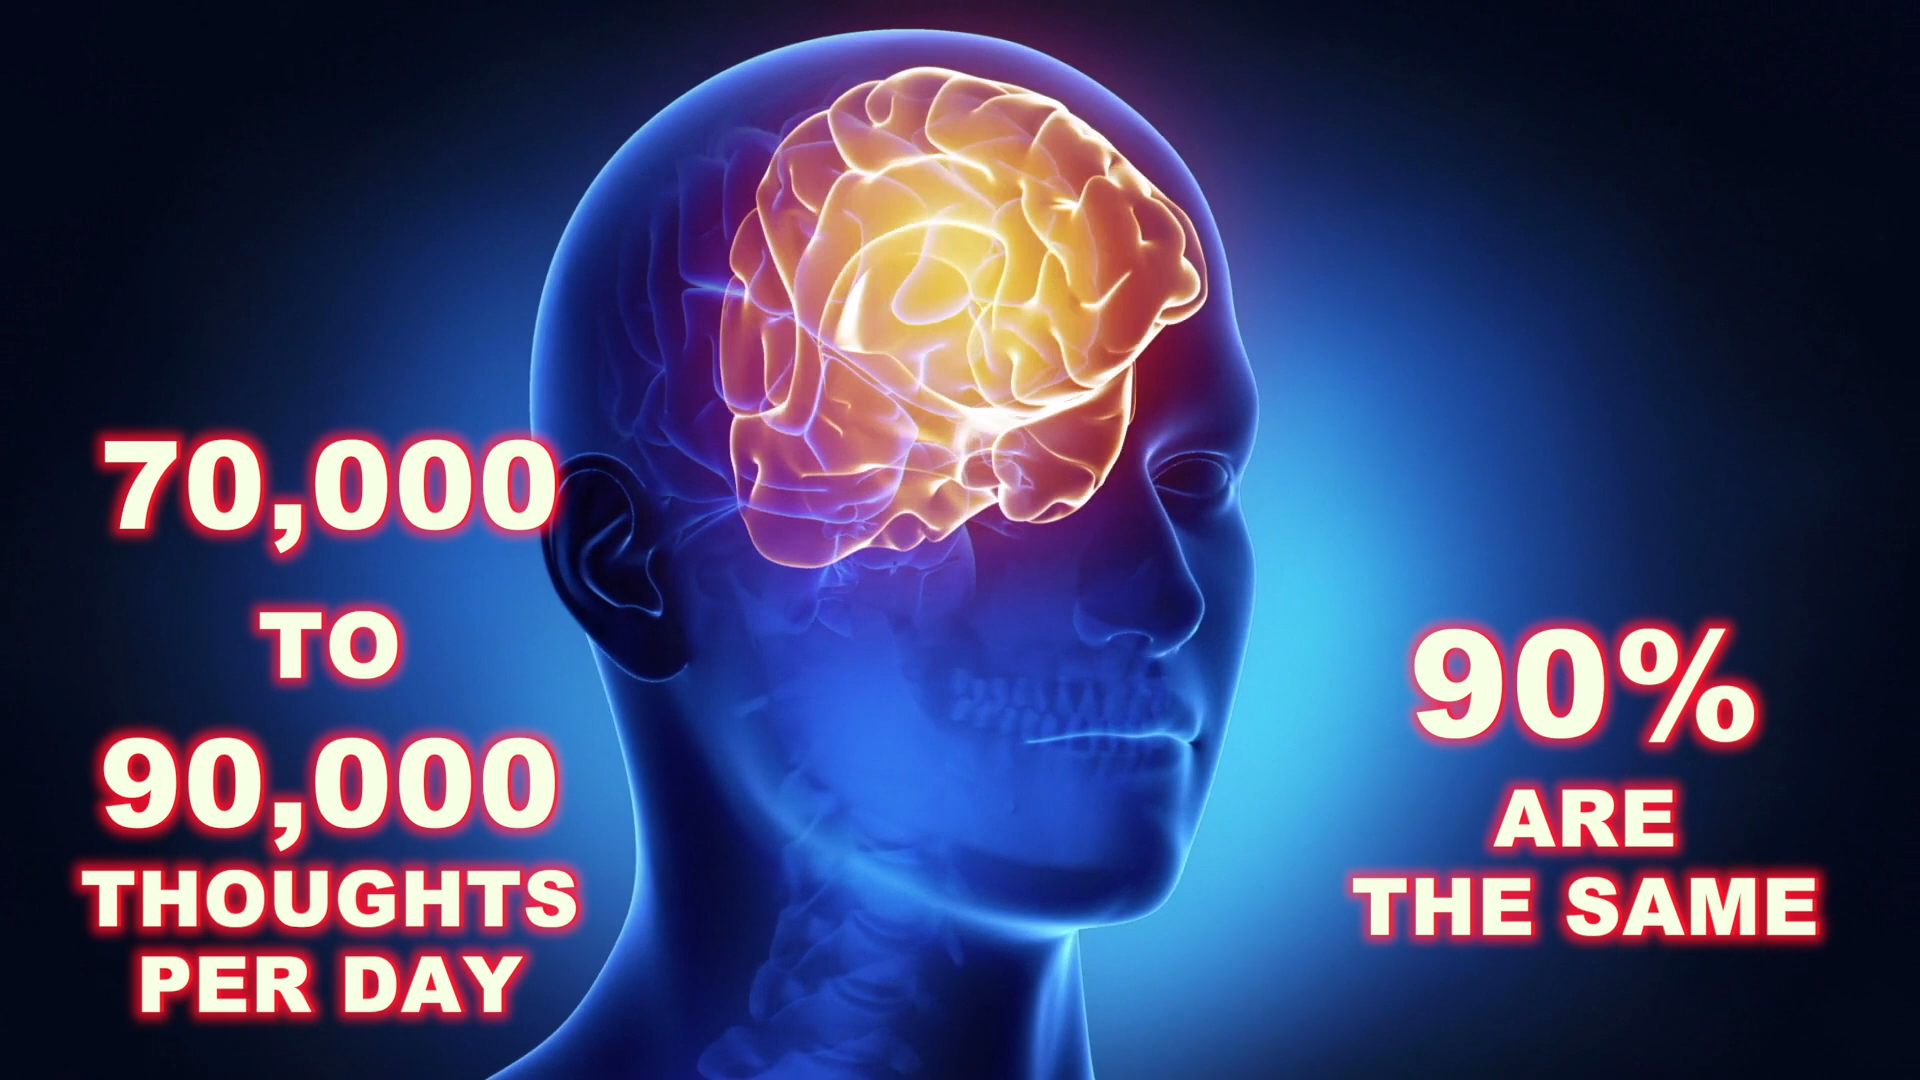 70,000
TO
90,000
THOUGHTS
PER DAY
90%
ARE
THE SAME